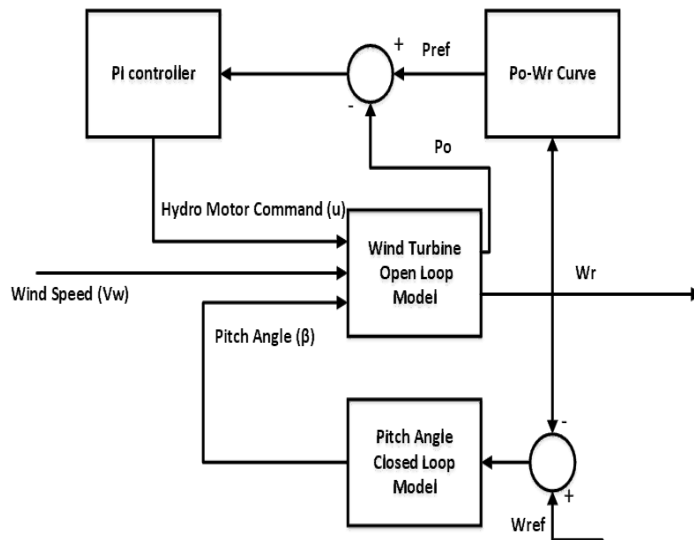 Pi controller
+
Pref
Po-Wr Curve
-
Po
Hydro Motor Command (u)
Wind Turbine
Open Loop
Model
Wr
Wind Speed (Vw)
Pitch Angle (β)
Pitch Angle
Closed Loop
Model
-
+
Wref